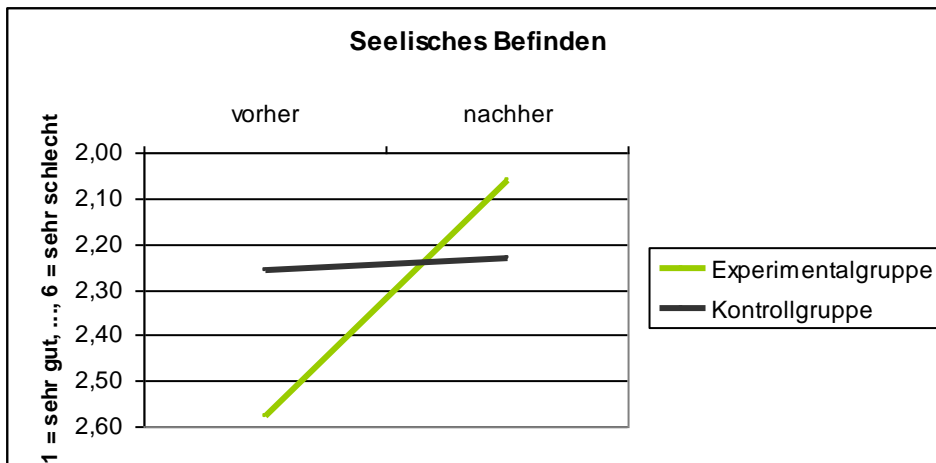 Seelisches Befinden
vorher nachher
1 = sehr gut, ..., 6 = sehr schlecht
2,00
2,10
2,20
2,30
2,40
2,50
2,60
Experimentalgruppe
Kontrollgruppe